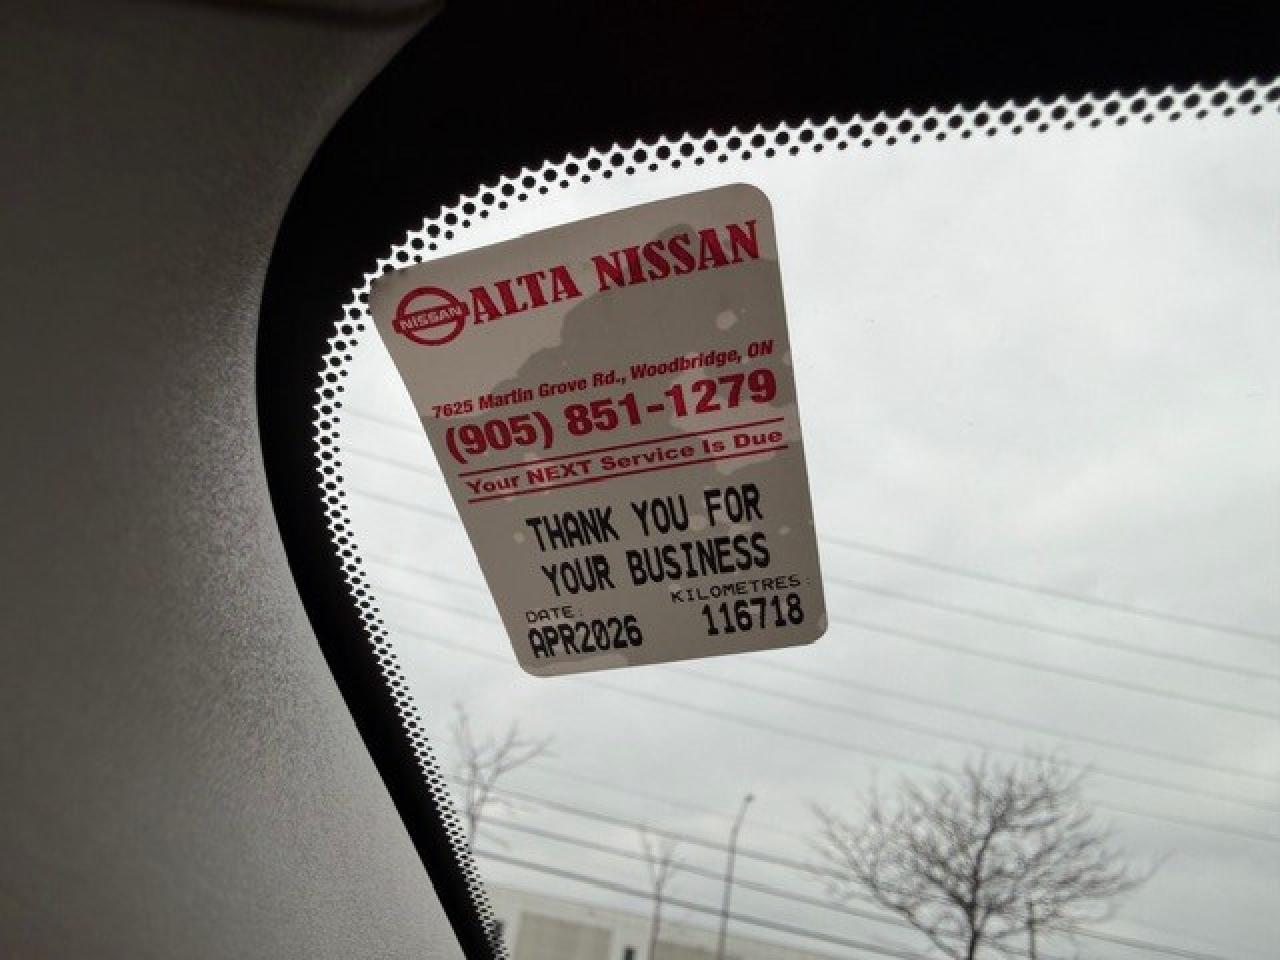 NISSAN ALTA NISSAN
7625 Martin Grove Rd., Woodbridge, ON
(905) 851-1279
Your NEXT Service Is Due
THANK YOU FOR
YOUR BUSINESS
DATE: KILOMETRES:
APR2026 116718